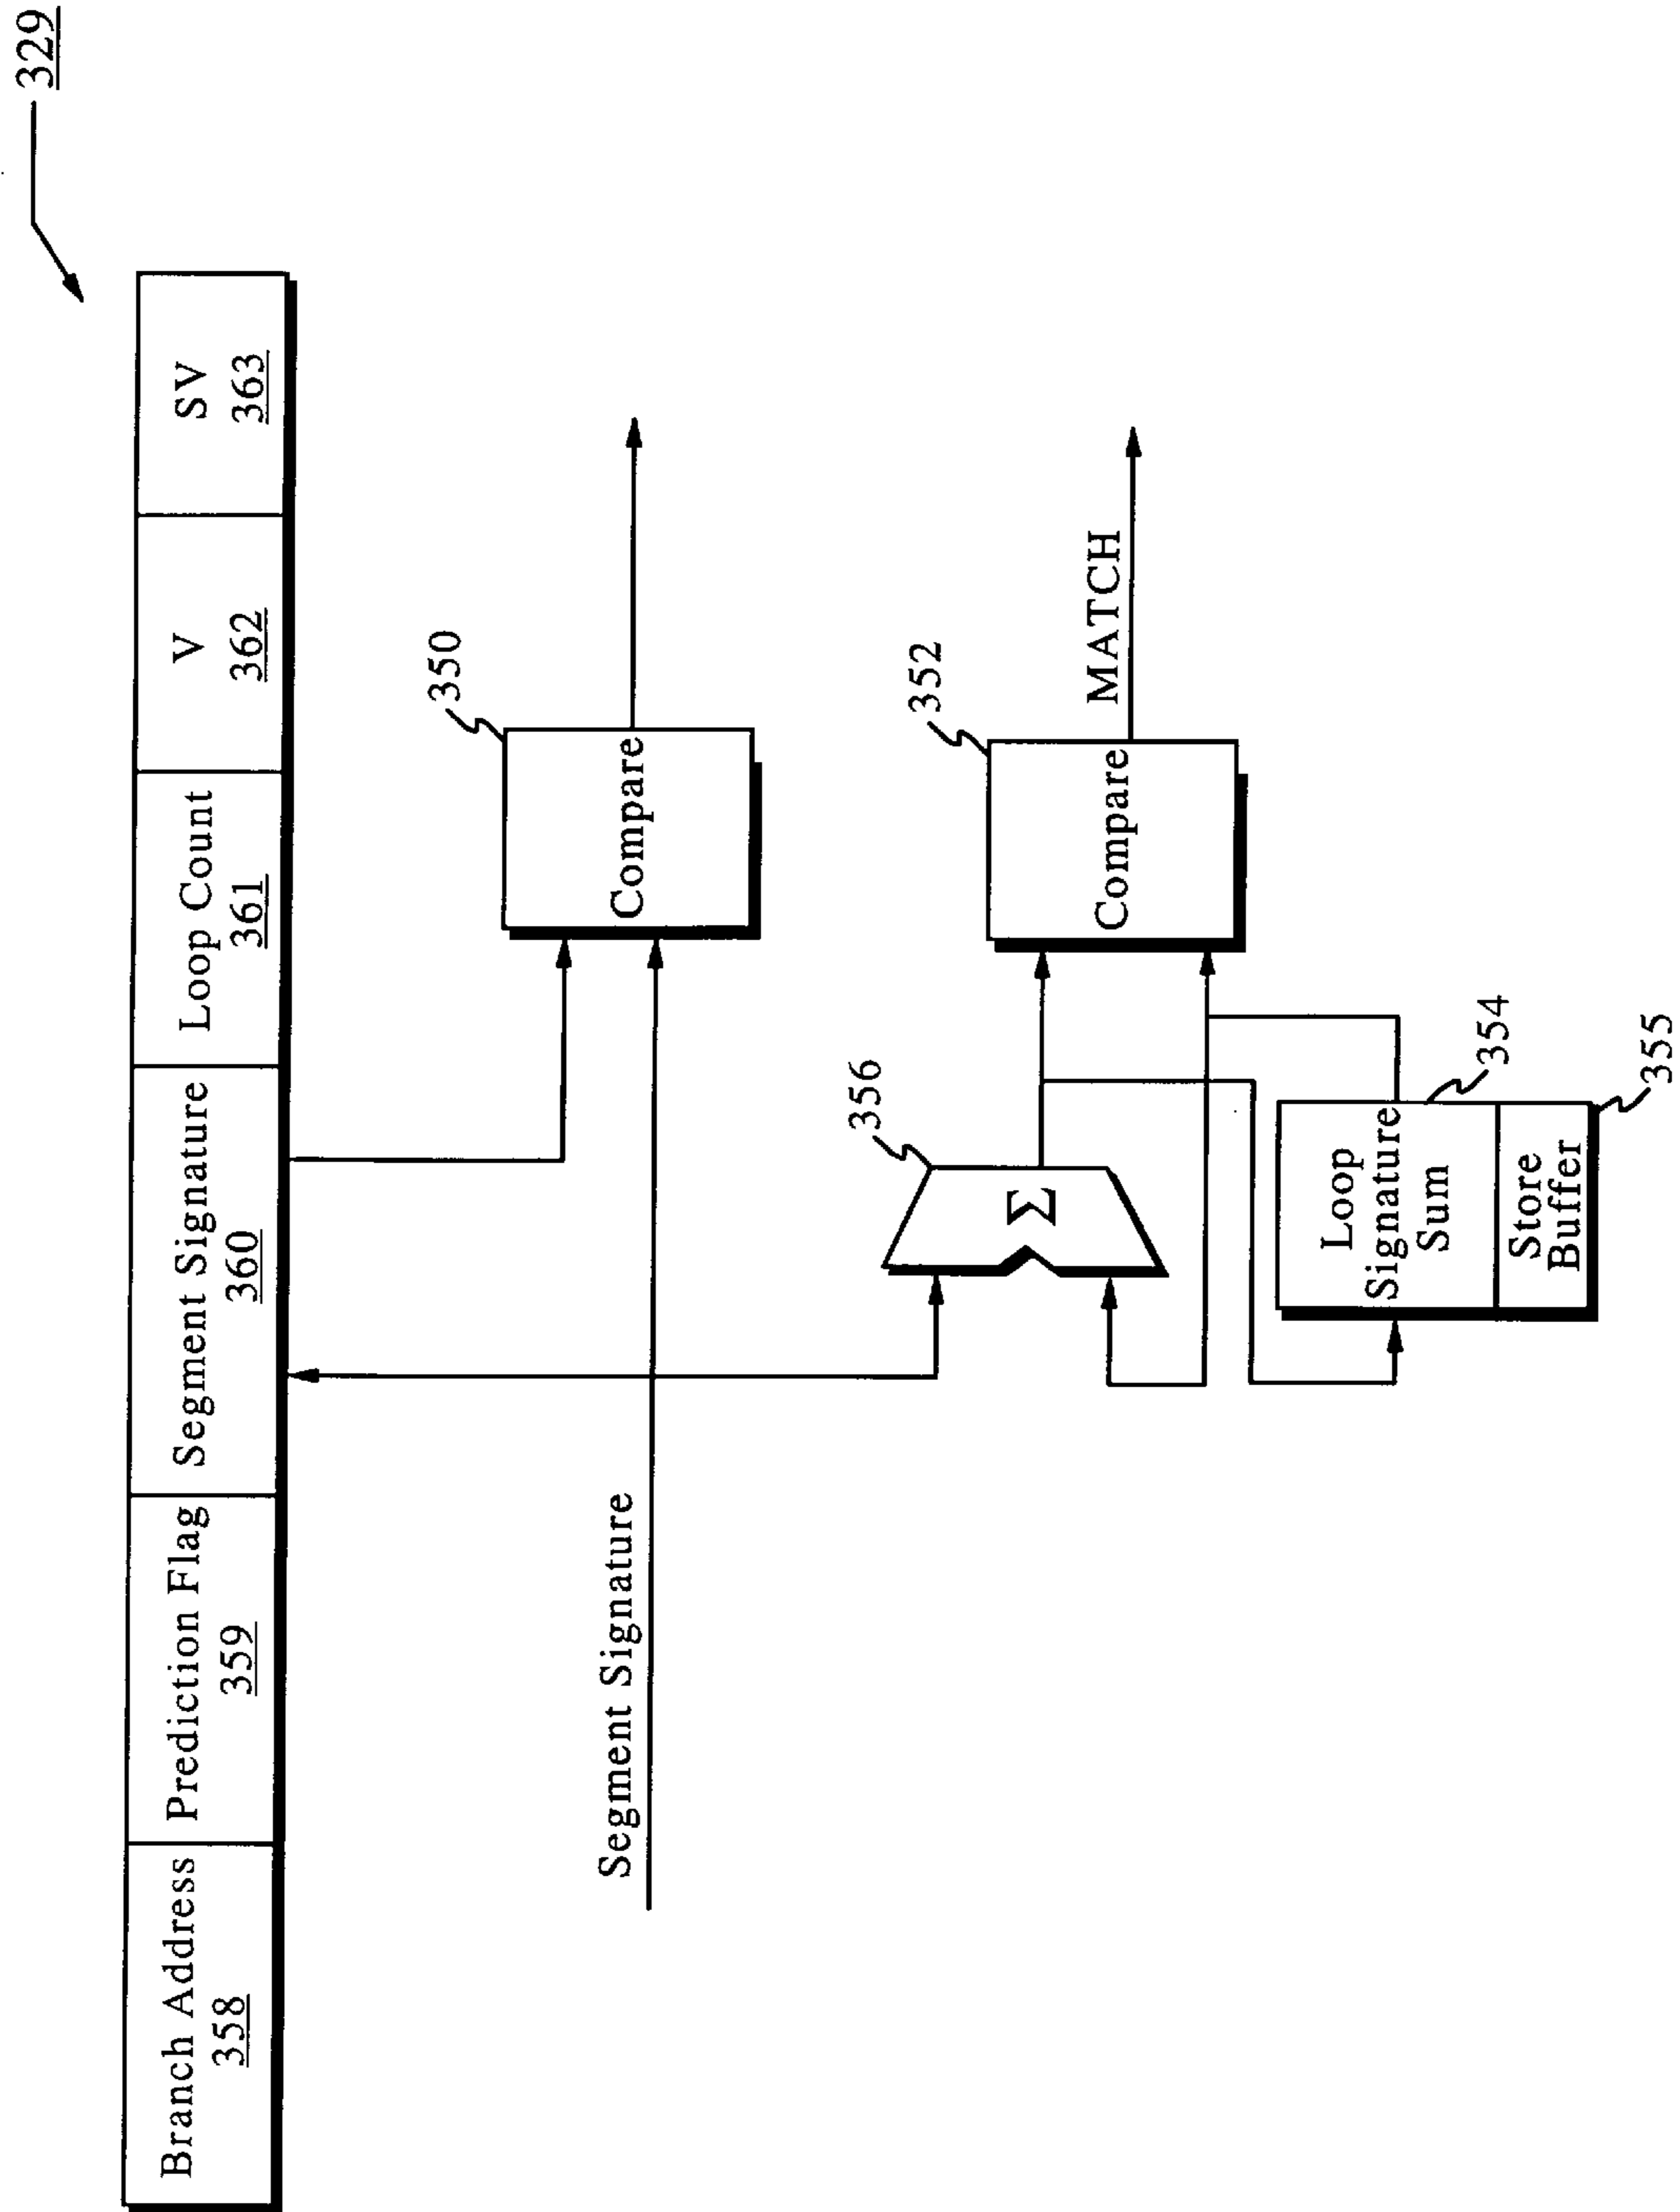 329
Branch Address
358
Prediction Flag
359
Segment Signature
360
Loop Count
361
V
362
SV
363
350
Compare
Segment Signature
352
Compare
MATCH
356
Σ
Loop
Signature
Sum
354
Store
Buffer
355